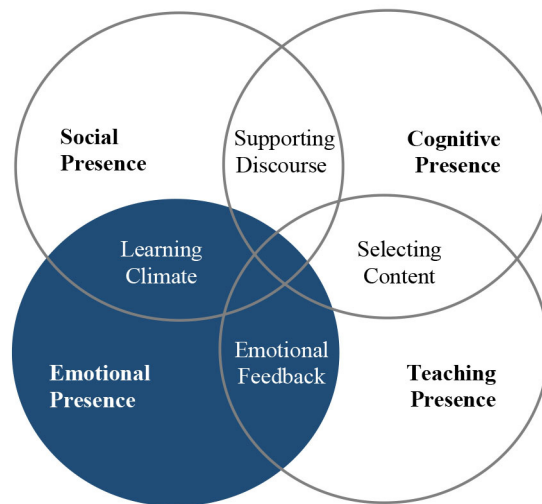 Social
Presence
Supporting
Discourse
Cognitive
Presence
Learning
Climate
Selecting
Content
Emotional
Presence
Emotional
Feedback
Teaching
Presence